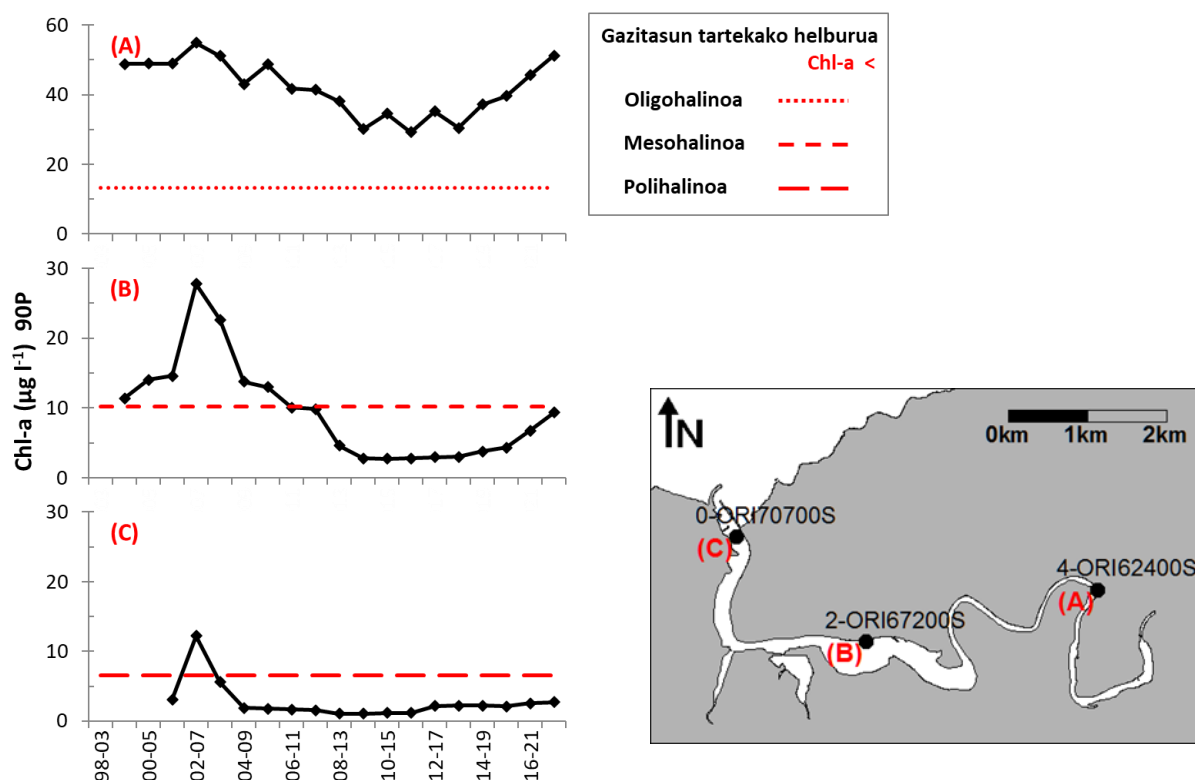 Chl-a (µg l⁻¹) 90P
(A)
60
40
20
0
(B)
30
20
10
0
(C)
30
20
10
0
98-03
00-05
02-07
04-09
06-11
08-13
10-15
12-17
14-19
16-21
Gazitasun tartekako helburua
Chl-a <
Oligohalinoa
Mesohalinoa
Polihalinoa
N
0km 1km 2km
0-ORI70700S
(C)
4-ORI62400S
(A)
2-ORI67200S
(B)